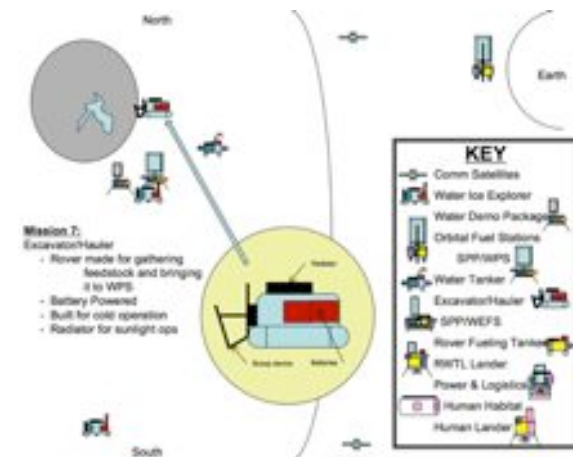 North
Earth
Mission 7:
Excavator/Hauler
- Rover made for gathering
feedstock and bringing
it to WPS
- Battery Powered
- Built for cold operation
- Radiator for sunlight ops
Radiator
Scoop device
Batteries
South
KEY
Comm Satellites
Water Ice Explorer
Water Demo Package
Orbital Fuel Stations
SPP/WPS
Water Tanker
Excavator/Hauler
SPP/WEFS
Rover Fueling Tanker
RWTL Lander
Power & Logistics
Human Habitat
Human Lander